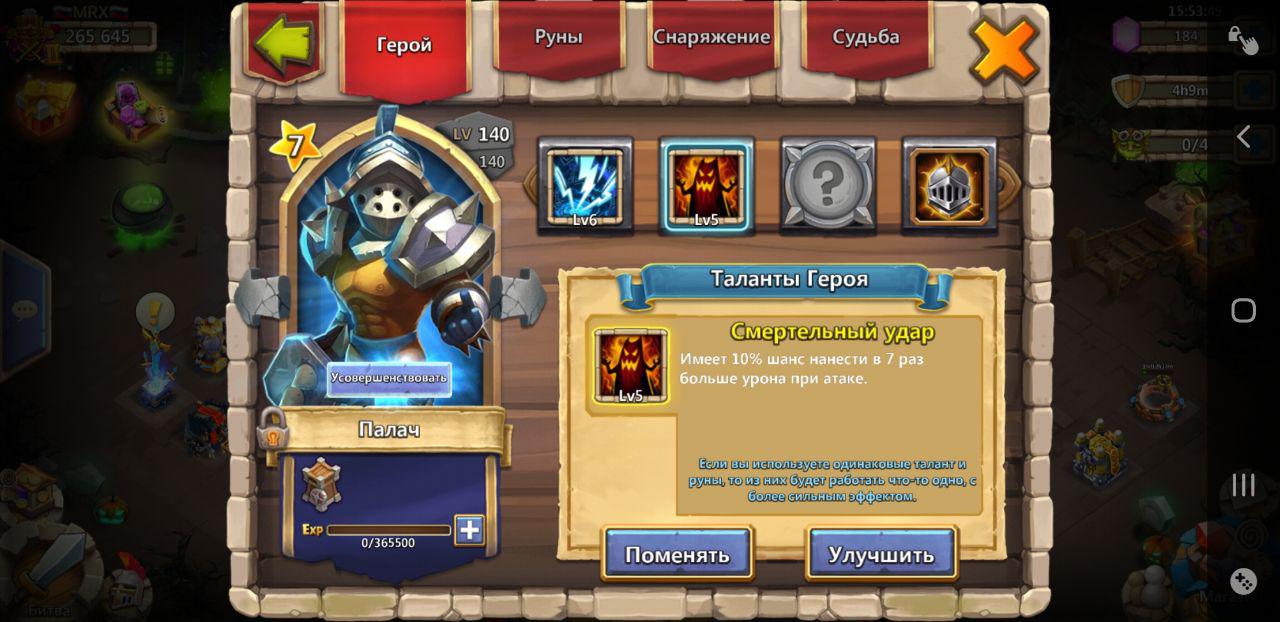 MRX
265 645
Герой
Руны
Снаряжение
Судьба
15:53:49
184
4h9m
0/4
7
LV 140
140
Lv6
Lv5
?
Таланты Героя
Смертельный удар
Имеет 10% шанс нанести в 7 раз
больше урона при атаке.
Lv5
Усовершенствовать
Палач
Если вы используете одинаковые талант и
руны, то из них будет работать что-то одно, с
более сильным эффектом.
Exp
0/365500
Поменять
Улучшить
Битва